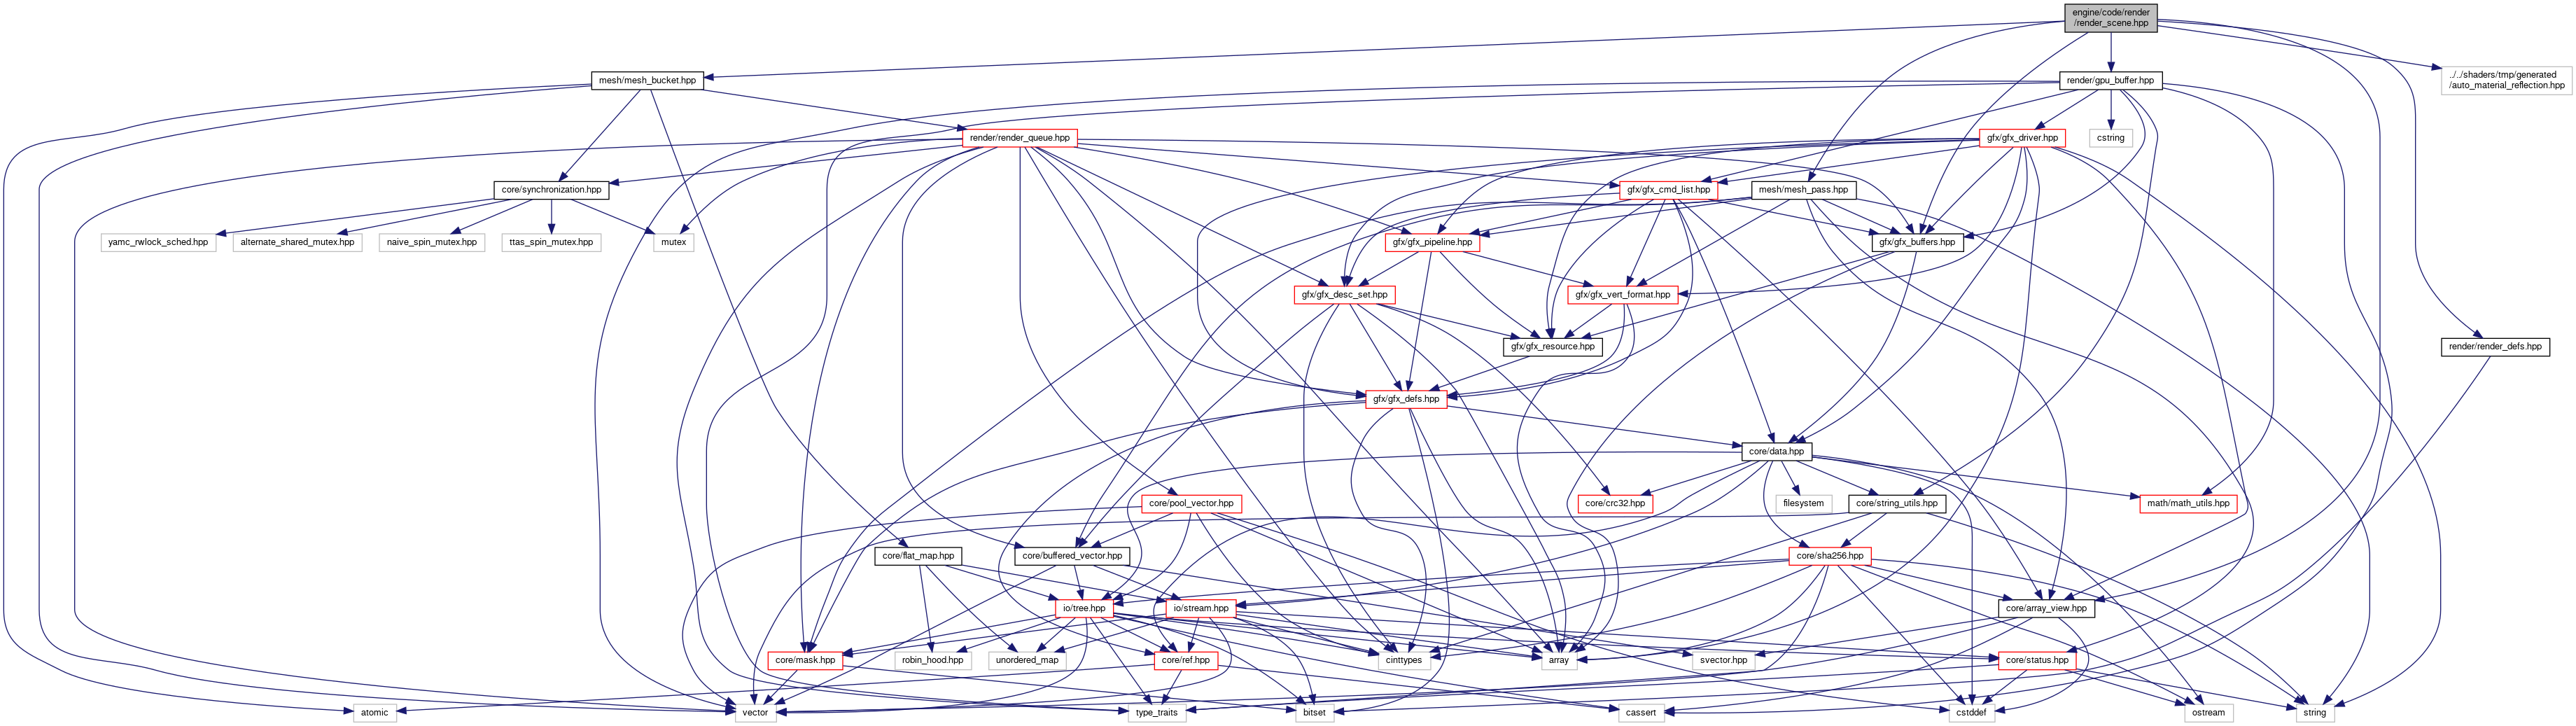 engine/code/render
/render_scene.hpp
mesh/mesh_bucket.hpp
render/gpu_buffer.hpp
../../shaders/tmp/generated
/auto_material_reflection.hpp
render/render_queue.hpp
gfx/gfx_driver.hpp
cstring
core/synchronization.hpp
gfx/gfx_cmd_list.hpp
mesh/mesh_pass.hpp
yamc_rwlock_sched.hpp
alternate_shared_mutex.hpp
naive_spin_mutex.hpp
ttas_spin_mutex.hpp
mutex
gfx/gfx_pipeline.hpp
gfx/gfx_buffers.hpp
gfx/gfx_desc_set.hpp
gfx/gfx_vert_format.hpp
gfx/gfx_resource.hpp
render/render_defs.hpp
gfx/gfx_defs.hpp
core/data.hpp
core/pool_vector.hpp
core/crc32.hpp
filesystem
core/string_utils.hpp
math/math_utils.hpp
core/flat_map.hpp
core/buffered_vector.hpp
core/sha256.hpp
io/tree.hpp
io/stream.hpp
core/array_view.hpp
core/mask.hpp
robin_hood.hpp
unordered_map
core/ref.hpp
cinttypes
array
svector.hpp
core/status.hpp
atomic
vector
type_traits
bitset
cassert
cstddef
ostream
string